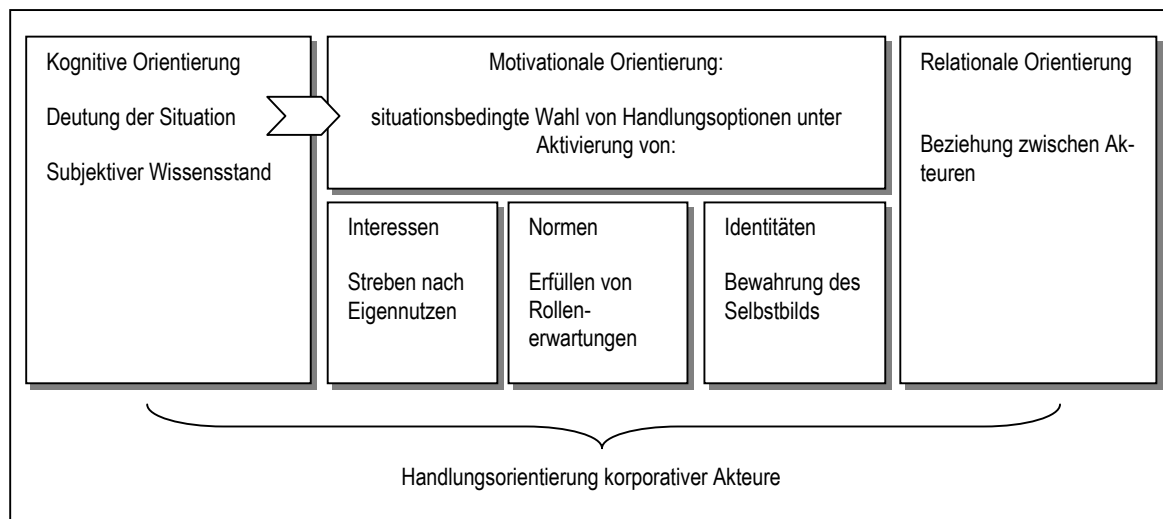 Kognitive Orientierung
Deutung der Situation
Subjektiver Wissensstand
Motivationale Orientierung:
situationsbedingte Wahl von Handlungsoptionen unter
Aktivierung von:
Interessen
Streben nach
Eigennutzen
Normen
Erfüllen von
Rollen-
erwartungen
Identitäten
Bewahrung des
Selbstbilds
Relationale Orientierung
Beziehung zwischen Ak-
teuren
Handlungsorientierung korporativer Akteure